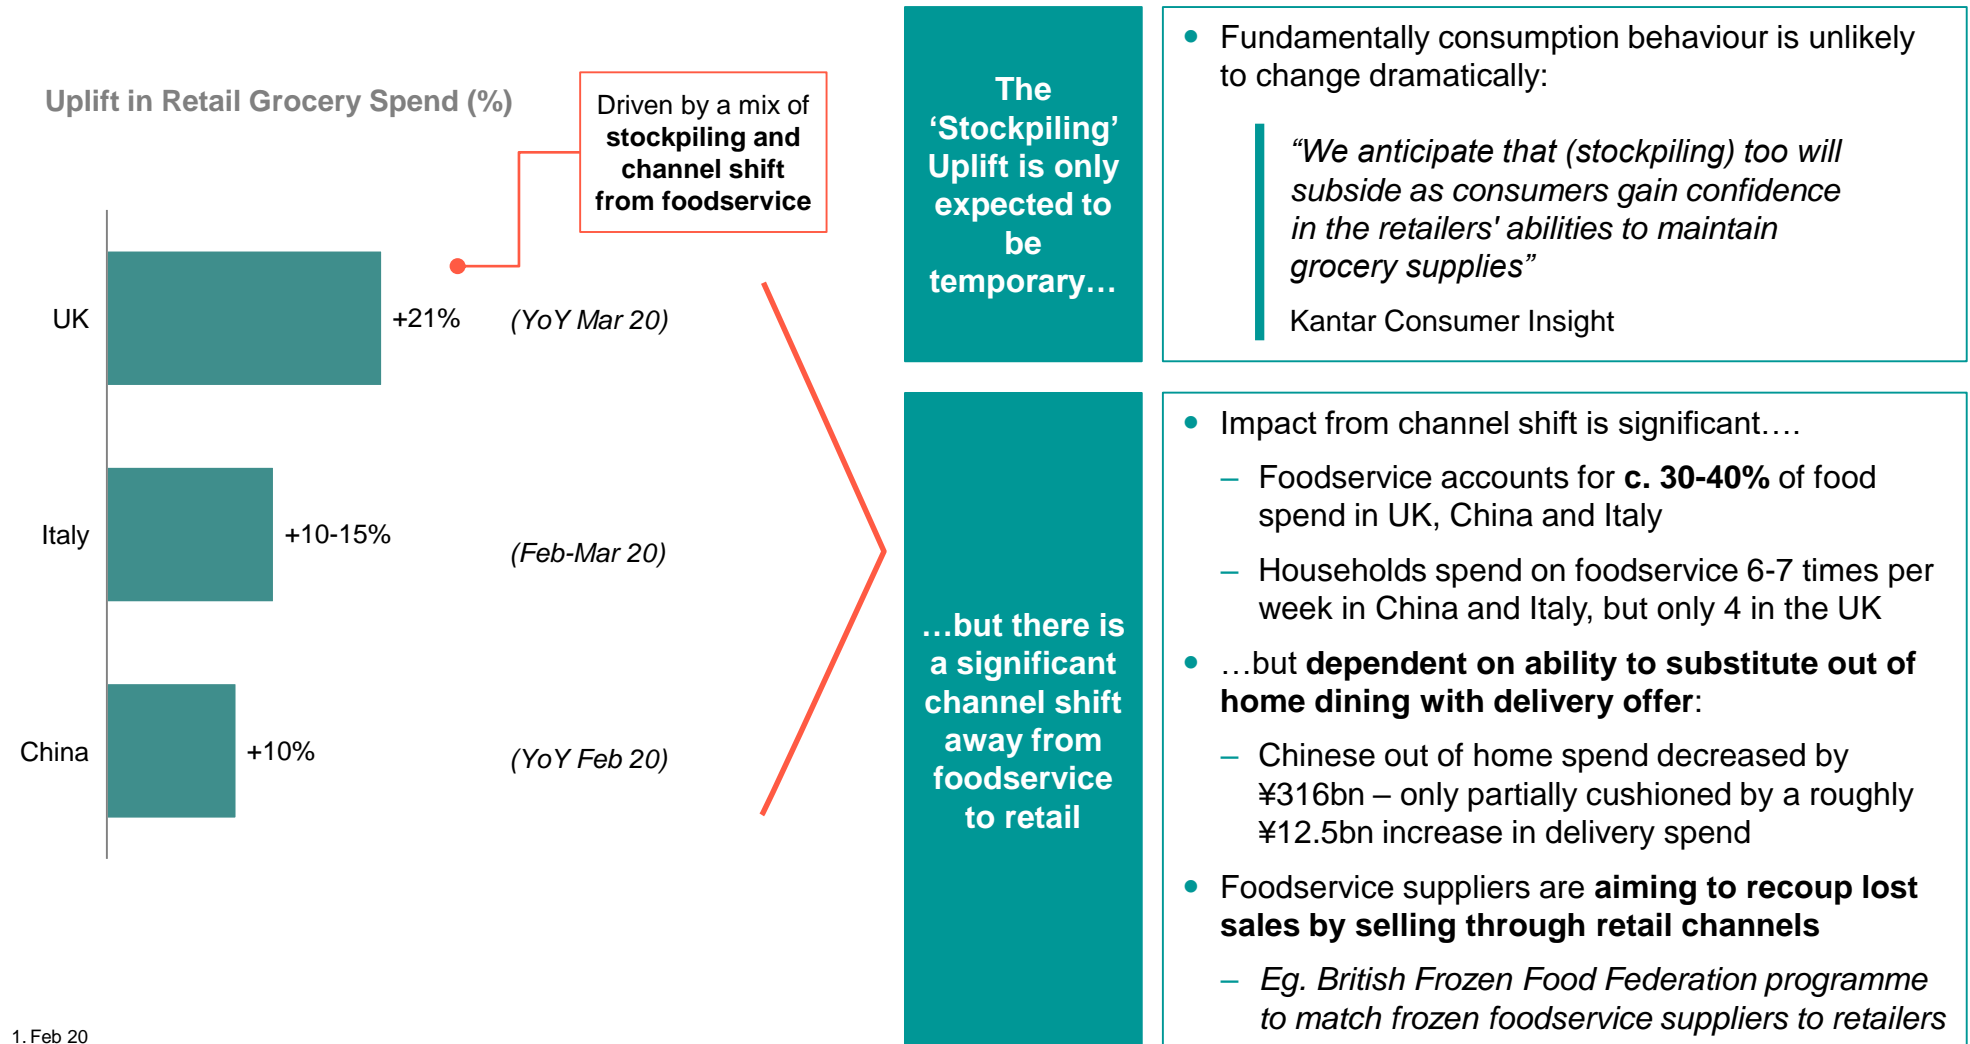 Uplift in Retail Grocery Spend (%)
Driven by a mix of
stockpiling and
channel shift
from foodservice
UK
+21%
(YoY Mar 20)
Italy
+10-15%
(Feb-Mar 20)
China
+10%
(YoY Feb 20)
1. Feb 20
The
‘Stockpiling’
Uplift is only
expected to
be
temporary…
• Fundamentally consumption behaviour is unlikely
to change dramatically:
“We anticipate that (stockpiling) too will
subside as consumers gain confidence
in the retailers' abilities to maintain
grocery supplies”
Kantar Consumer Insight
…but there is
a significant
channel shift
away from
foodservice
to retail
• Impact from channel shift is significant….
– Foodservice accounts for c. 30-40% of food
spend in UK, China and Italy
– Households spend on foodservice 6-7 times per
week in China and Italy, but only 4 in the UK
• …but dependent on ability to substitute out of
home dining with delivery offer:
– Chinese out of home spend decreased by
¥316bn – only partially cushioned by a roughly
¥12.5bn increase in delivery spend
• Foodservice suppliers are aiming to recoup lost
sales by selling through retail channels
– Eg. British Frozen Food Federation programme
to match frozen foodservice suppliers to retailers